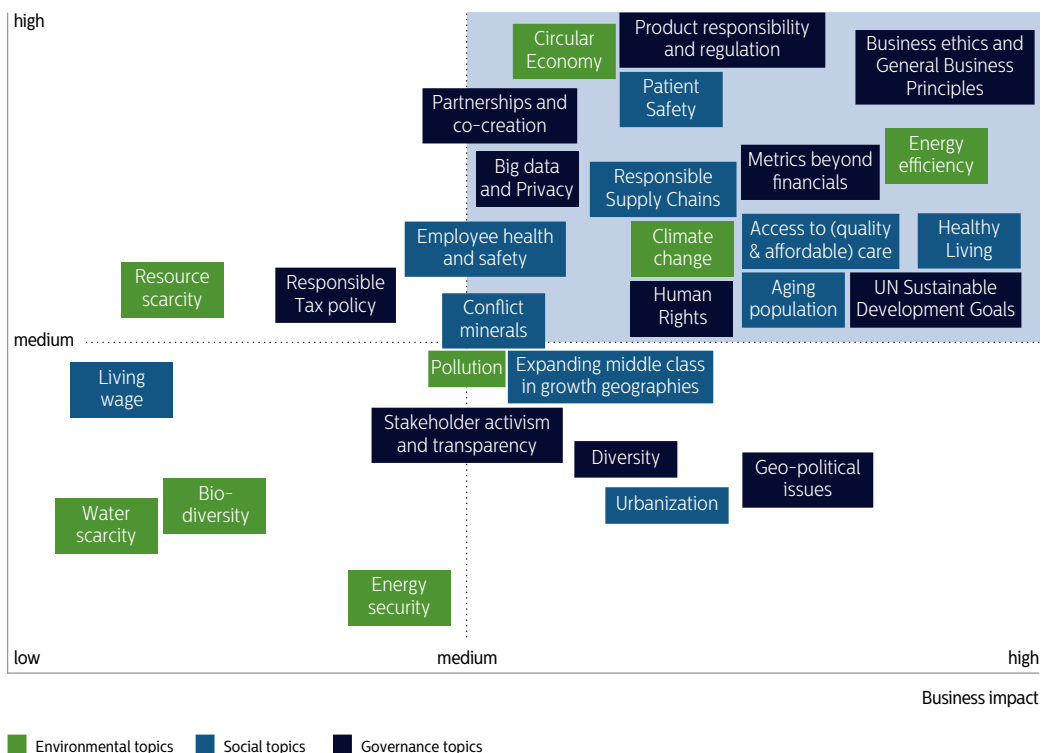 high
Product responsibility
and regulation
Circular
Economy
Business ethics and
General Business
Principles
Patient
Safety
Partnerships and
co-creation
Energy
efficiency
Big data
and Privacy
Metrics beyond
financials
Responsible
Supply Chains
Employee health
and safety
Climate
change
Access to (quality
& affordable) care
Healthy
Living
Resource
scarcity
Responsible
Tax policy
Human
Rights
Aging
population
UN Sustainable
Development Goals
Conflict
minerals
medium
Living
wage
Pollution
Expanding middle class
in growth geographies
Stakeholder activism
and transparency
Diversity
Geo-political
issues
Bio-
diversity
Water
scarcity
Urbanization
Energy
security
low
medium
high
Business impact
Environmental topics
Social topics
Governance topics